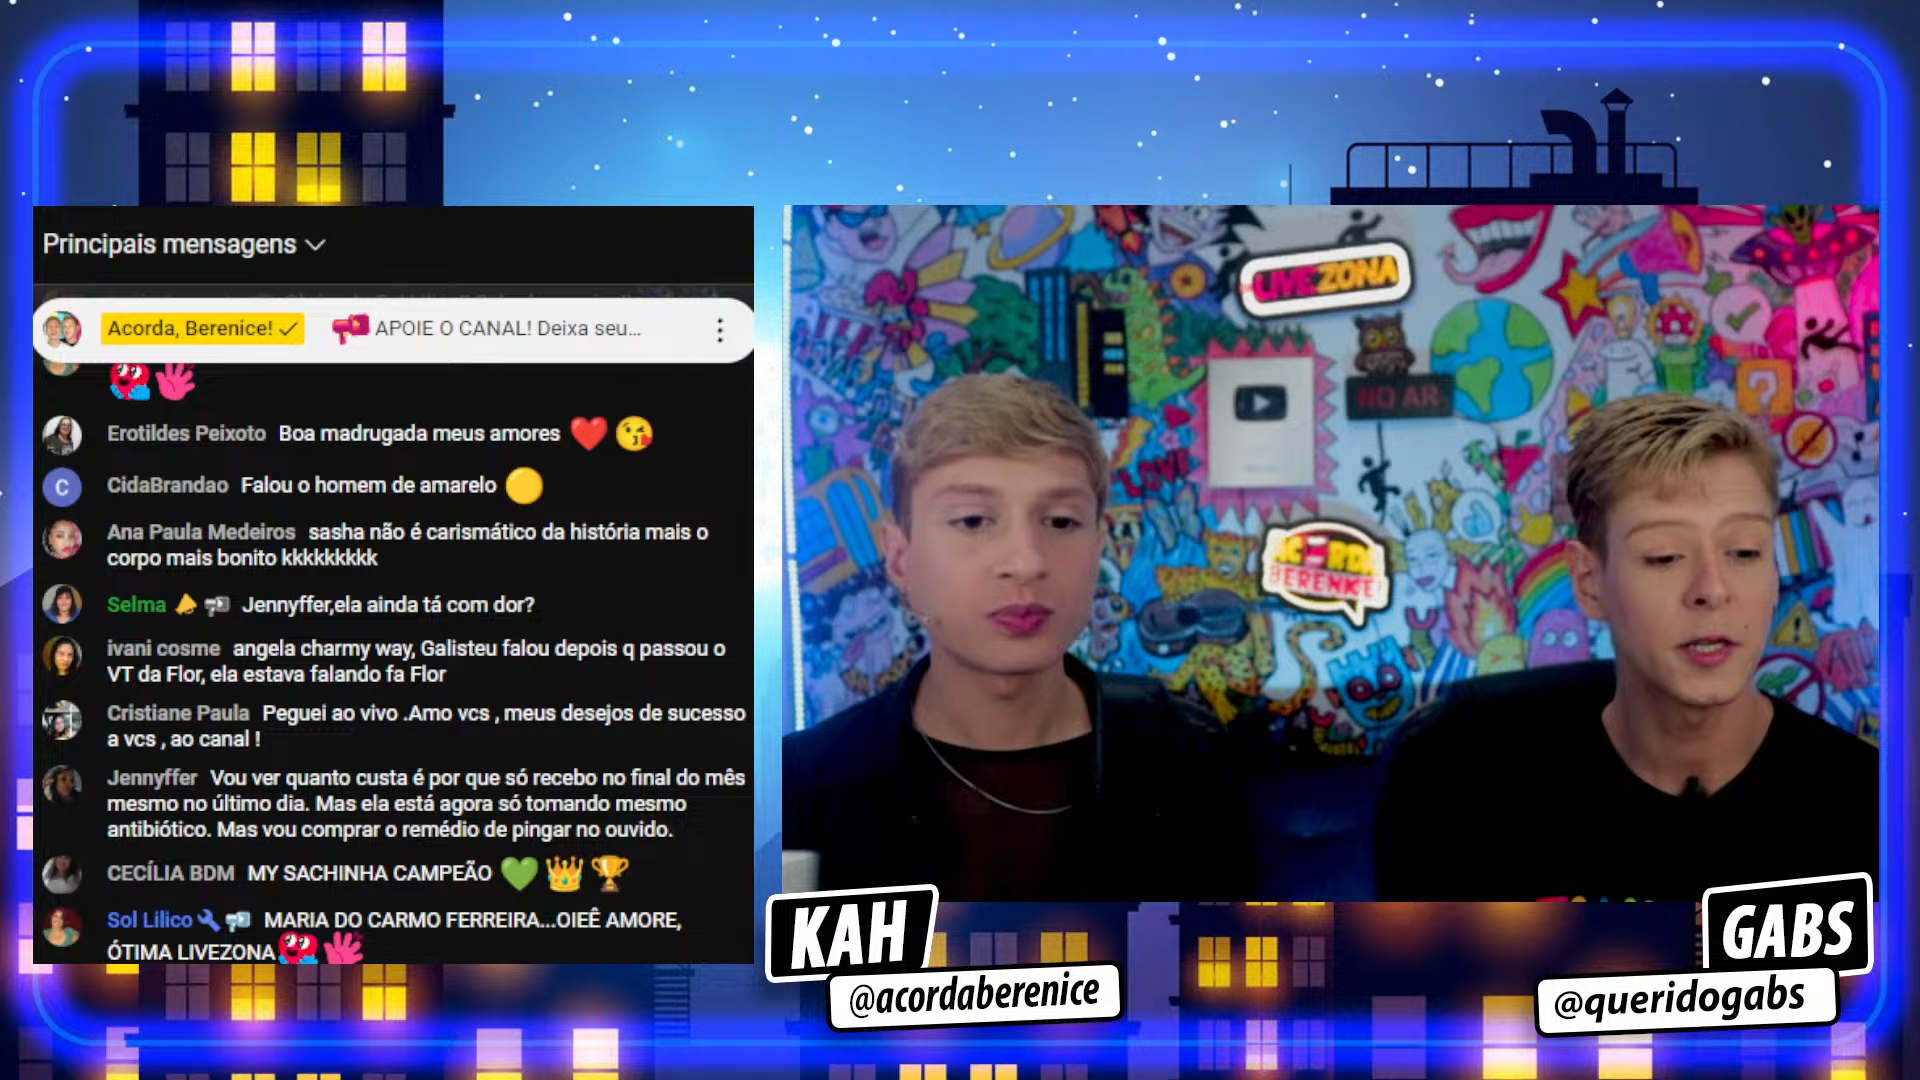 Principais mensagens
Acorda, Berenice! ✓ APOIE O CANAL! Deixa seu...
Erotildes Peixoto Boa madrugada meus amores ❤️ 😘
CidaBrandao Falou o homem de amarelo 🟡
C
Ana Paula Medeiros sasha não é carismático da história mais o
corpo mais bonito kkkkkkkkk
Selma Jennyffer,ela ainda tá com dor?
ivani cosme angela charmy way, Galisteu falou depois q passou o
VT da Flor, ela estava falando fa Flor
Cristiane Paula Peguei ao vivo .Amo vcs , meus desejos de sucesso
a vcs , ao canal !
Jennyffer Vou ver quanto custa é por que só recebo no final do mês
mesmo no último dia. Mas ela está agora só tomando mesmo
antibiótico. Mas vou comprar o remédio de pingar no ouvido.
CECÍLIA BDM MY SACHINHA CAMPEÃO 💚 👑 🏆
Sol Lilico MARIA DO CARMO FERREIRA...OIEÊ AMORE,
ÓTIMA LIVEZONA
LIVEZONA
NO AR
LOVE
ACORDA
BERENICE!
KAH
@acordaberenice
GABS
@queridogabs